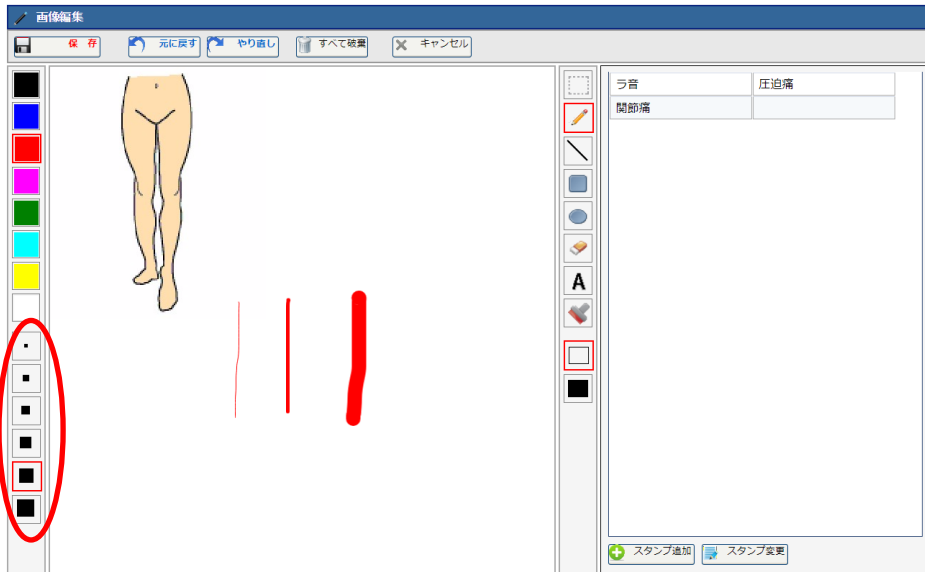 画像編集
保 存 元に戻す やり直し すべて破棄 キャンセル
ラ音 圧迫痛
関節痛
A
スタンプ追加 スタンプ変更